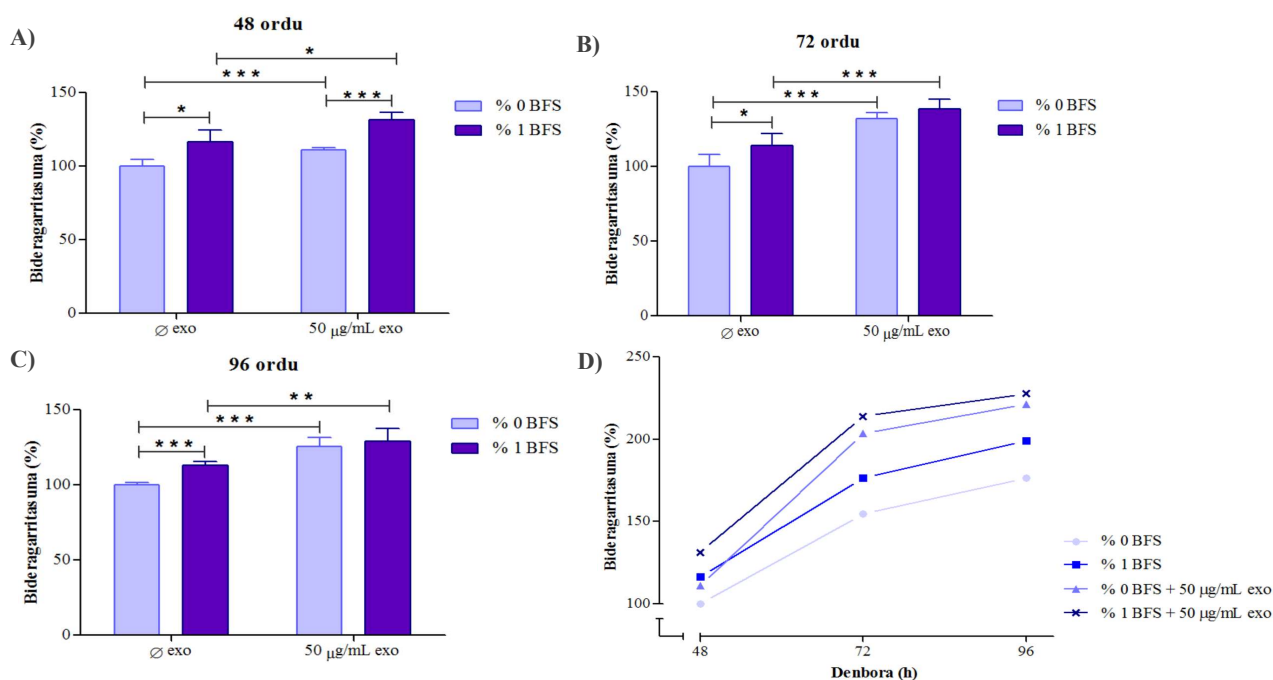 A)
48 ordu
*
* * *
*
* * *
Bideragarritasuna (%)
150
100
50
0
∅ exo
50 µg/mL exo
% 0 BFS
% 1 BFS
B)
72 ordu
* * *
* * *
*
Bideragarritasuna (%)
150
100
50
0
∅ exo
50 µg/mL exo
% 0 BFS
% 1 BFS
C)
96 ordu
* *
* * *
* * *
Bideragarritasuna (%)
150
100
50
0
∅ exo
50 µg/mL exo
% 0 BFS
% 1 BFS
D)
Bideragarritasuna (%)
250
200
150
100
48
72
96
Denbora (h)
% 0 BFS
% 1 BFS
% 0 BFS + 50 µg/mL exo
% 1 BFS + 50 µg/mL exo